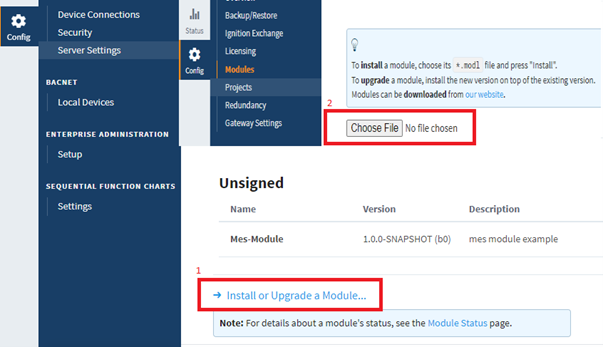 Config
Device Connections
Security
Server Settings
BACNET
Local Devices
ENTERPRISE ADMINISTRATION
Setup
SEQUENTIAL FUNCTION CHARTS
Settings
Status
Config
Backup/Restore
Ignition Exchange
Licensing
Modules
Projects
Redundancy
Gateway Settings
To install a module, choose its *.modl file and press "Install".
To upgrade a module, install the new version on top of the existing version.
Modules can be downloaded from our website.
2
Choose File No file chosen
Unsigned
Name Version Description
Mes-Module 1.0.0-SNAPSHOT (b0) mes module example
1
→ Install or Upgrade a Module...
Note: For details about a module's status, see the Module Status page.